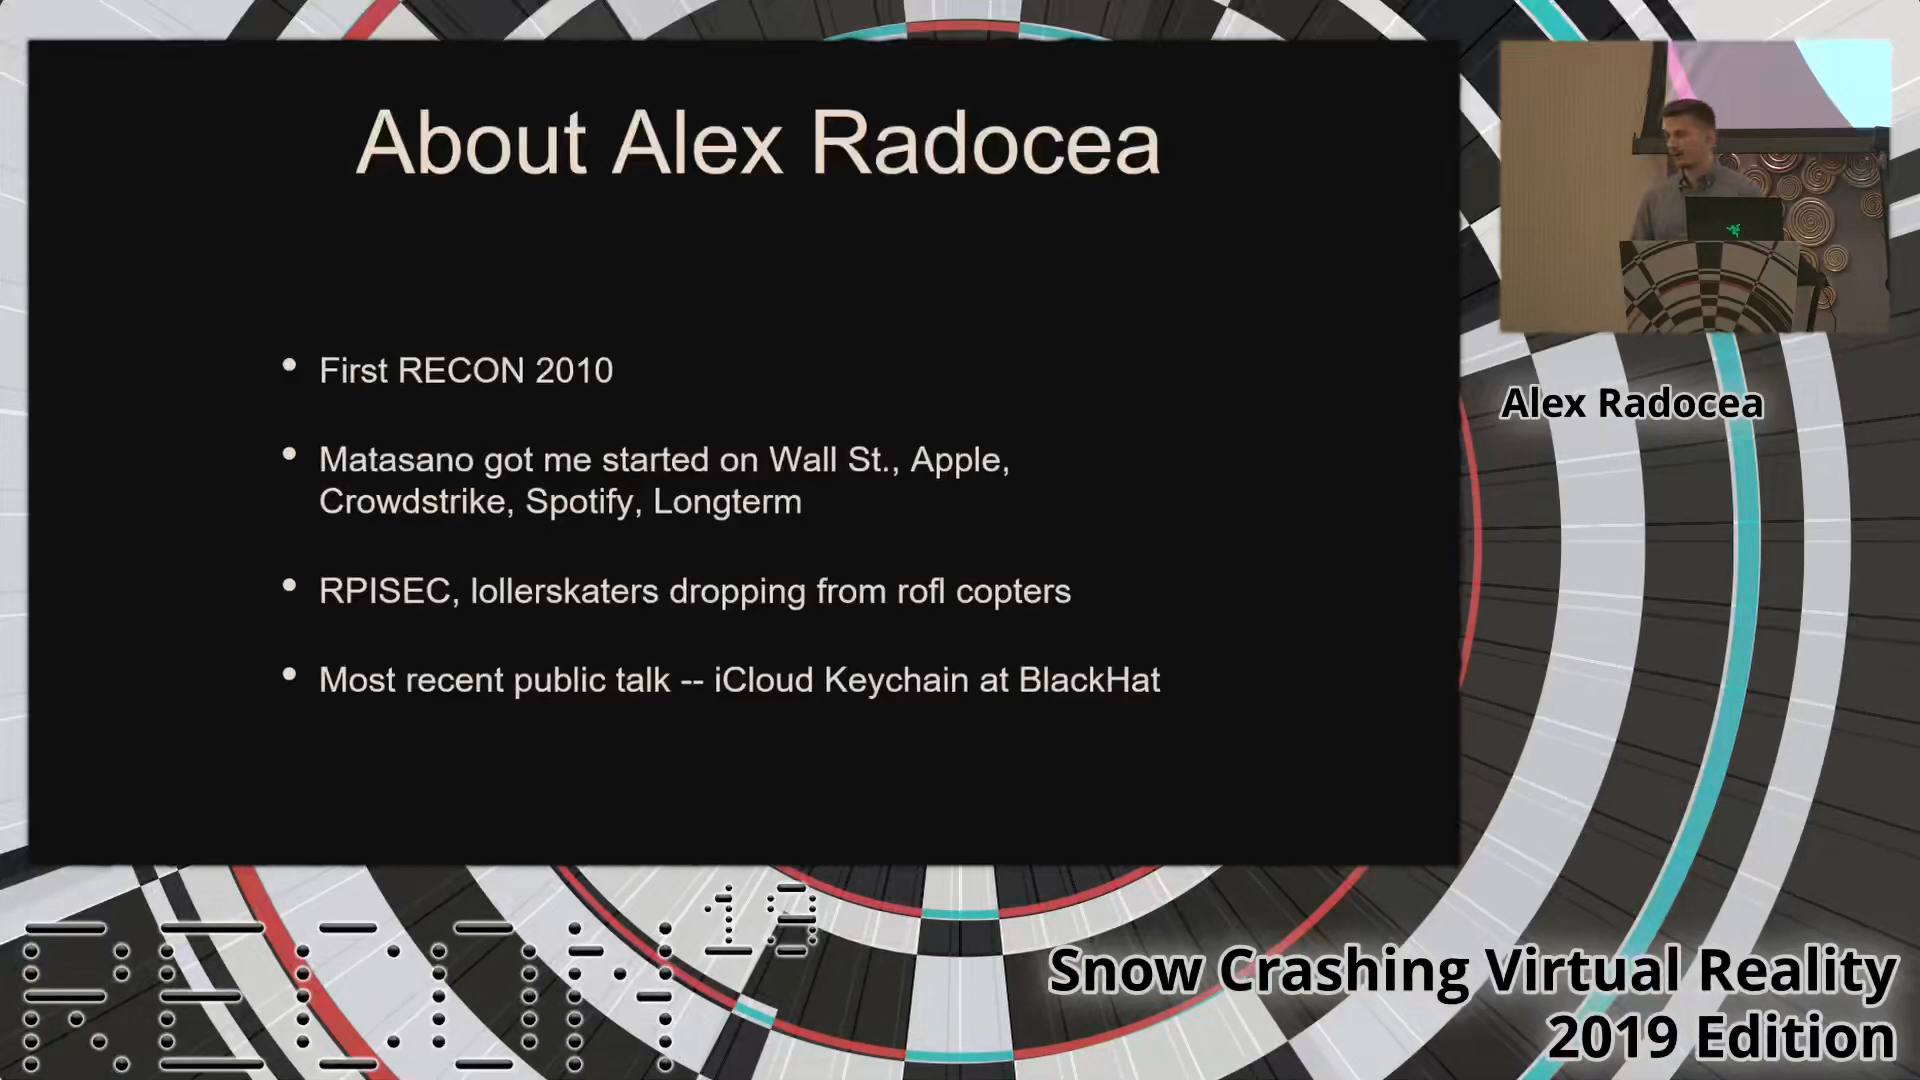 About Alex Radocea
• First RECON 2010
• Matasano got me started on Wall St., Apple,
Crowdstrike, Spotify, Longterm
• RPISEC, lollerskaters dropping from rofl copters
• Most recent public talk -- iCloud Keychain at BlackHat
Alex Radocea
RECON 19
Snow Crashing Virtual Reality
2019 Edition